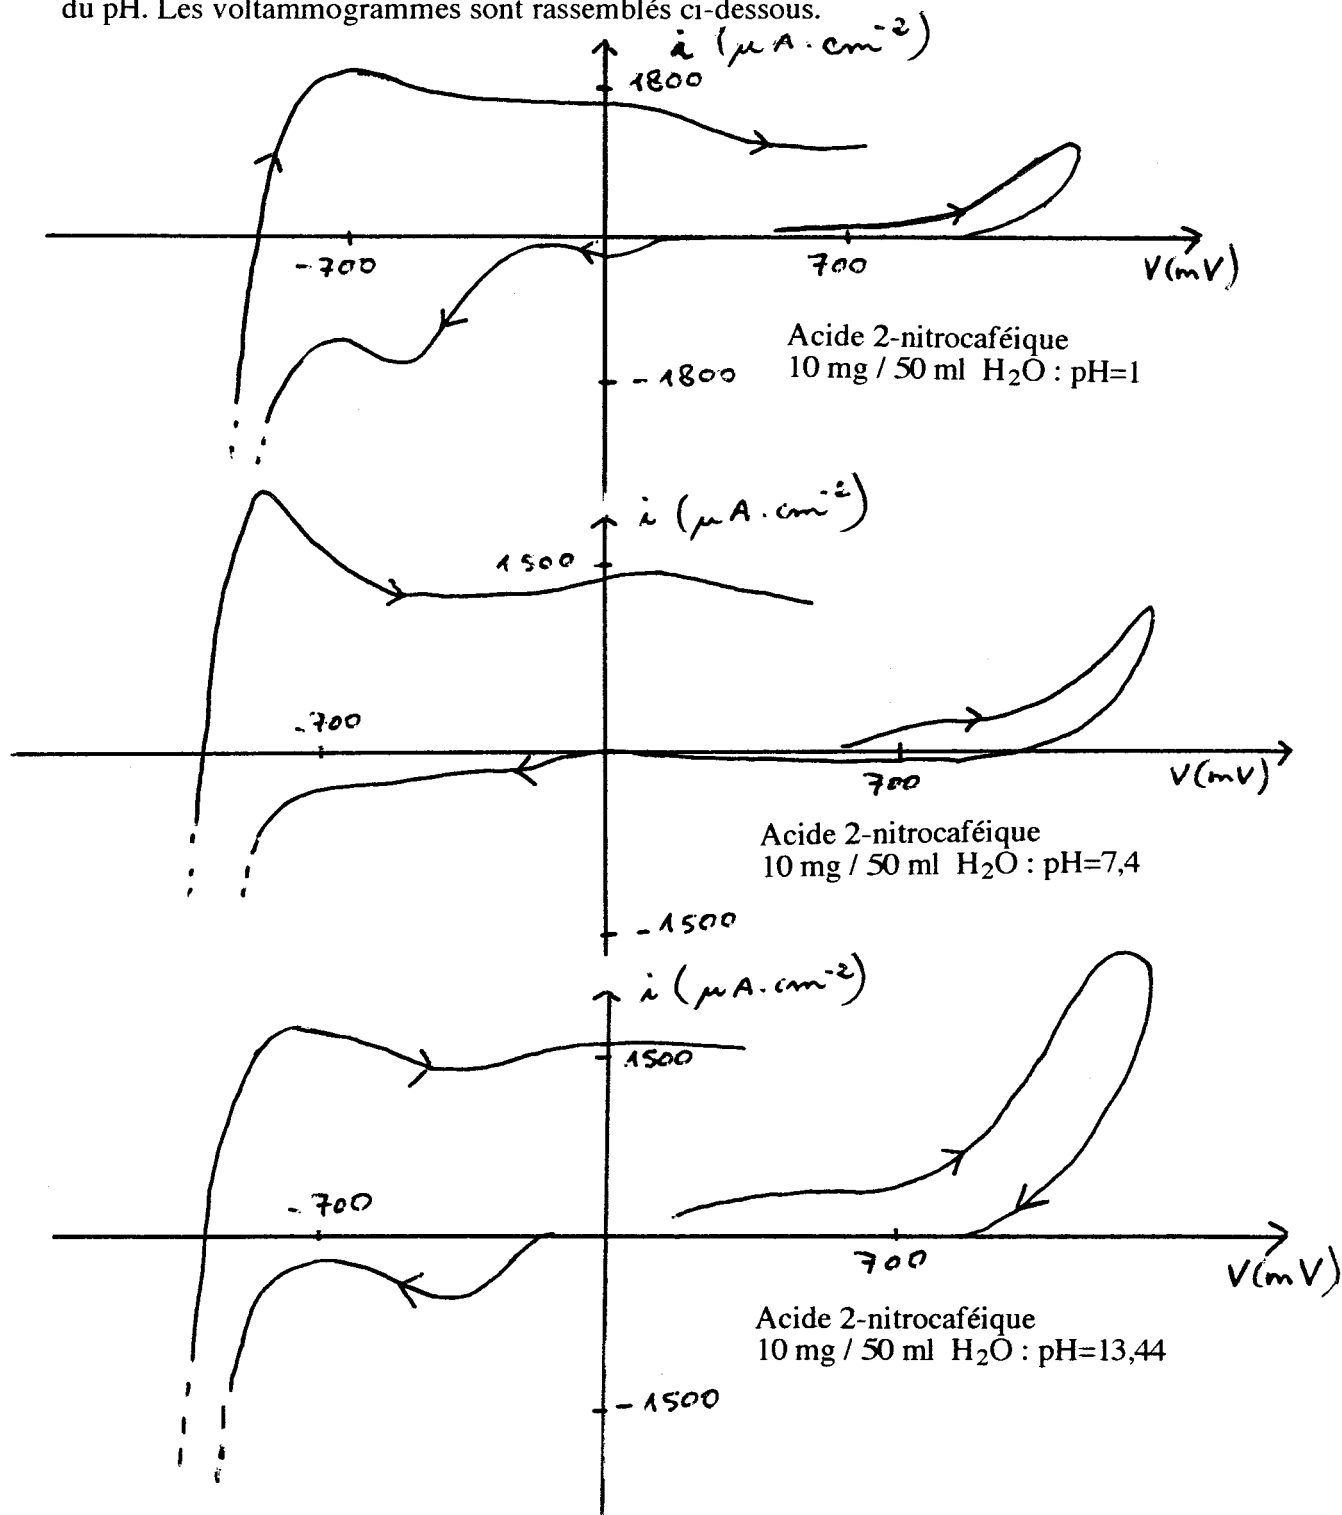 du pH. Les voltammogrammes sont rassemblés ci-dessous.
i (µA.cm⁻²)
1800
-700
700
V(mV)
Acide 2-nitrocaféique
10 mg / 50 ml H₂O : pH=1
-1800
i (µA.cm⁻²)
1500
-700
700
V(mV)
Acide 2-nitrocaféique
10 mg / 50 ml H₂O : pH=7,4
-1500
i (µA.cm⁻²)
1500
-700
700
V(mV)
Acide 2-nitrocaféique
10 mg / 50 ml H₂O : pH=13,44
-1500